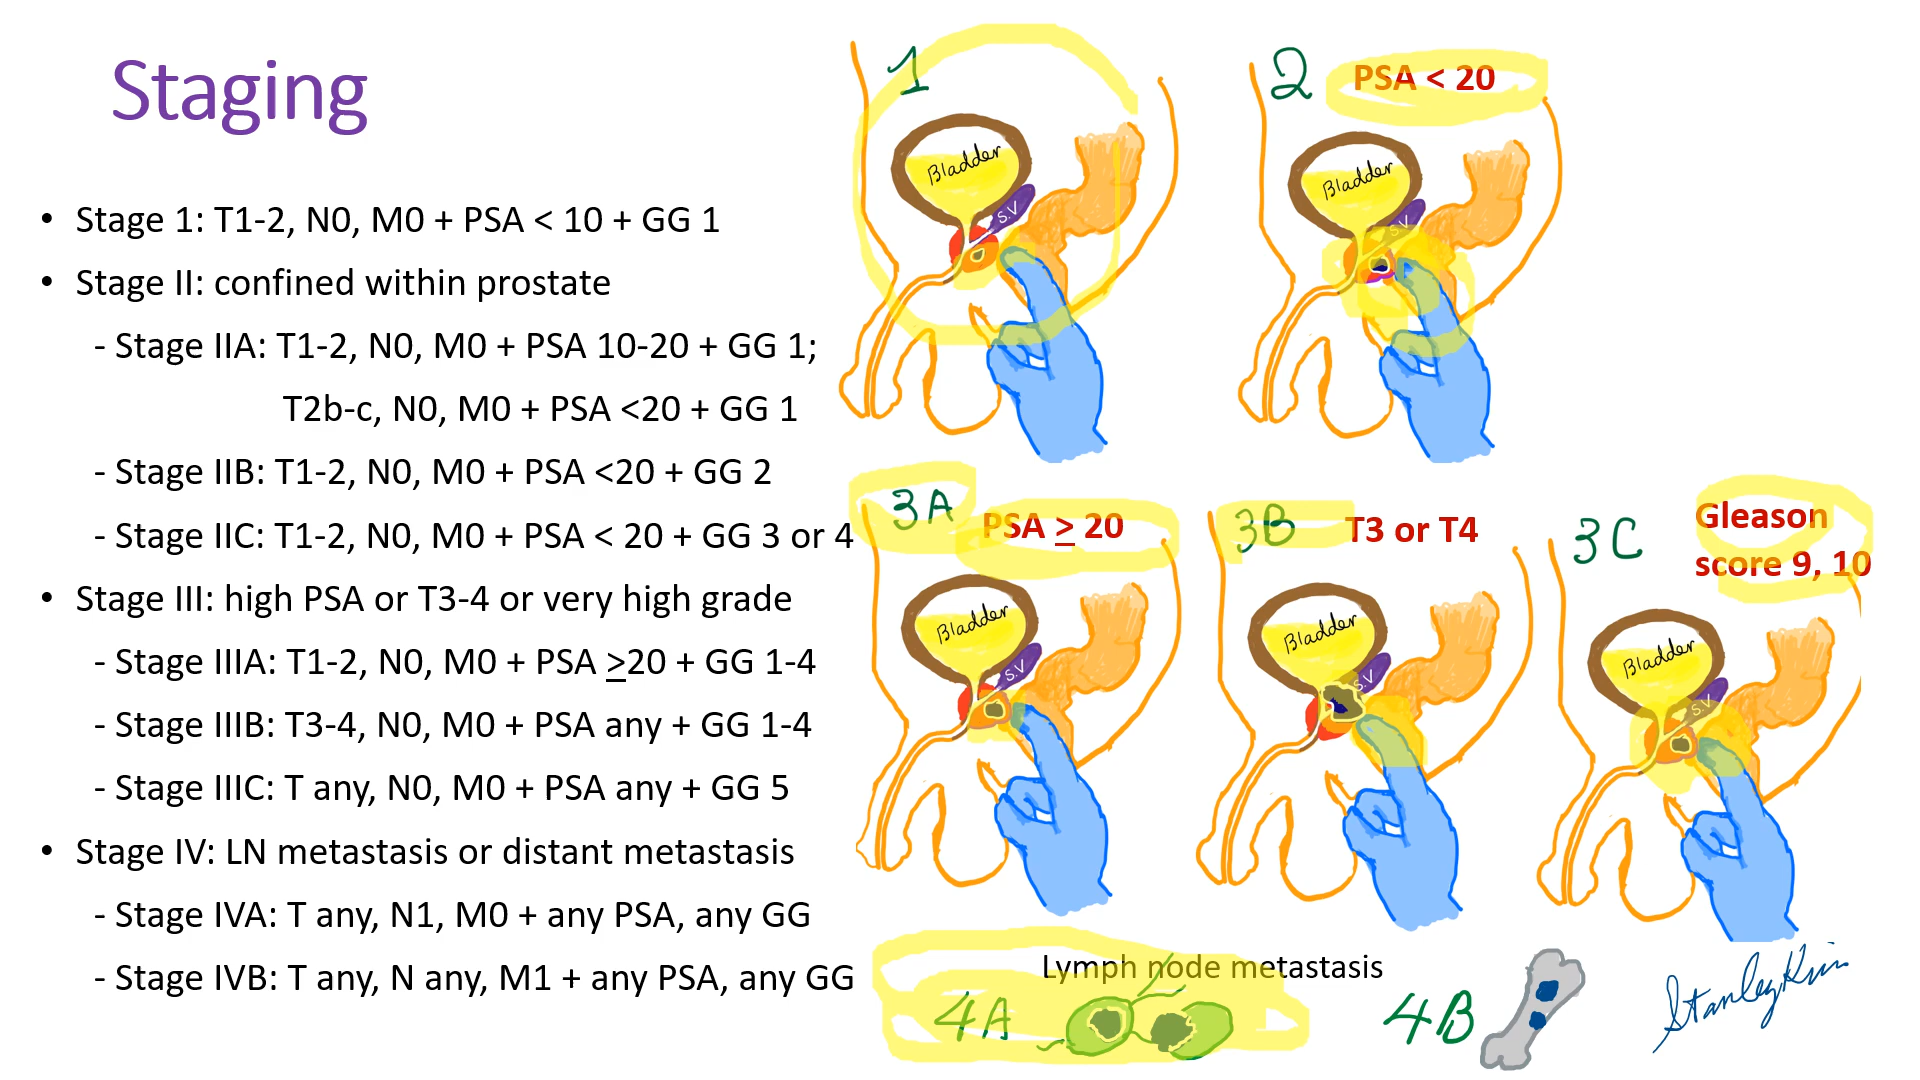 Staging
• Stage 1: T1-2, N0, M0 + PSA < 10 + GG 1
• Stage II: confined within prostate
- Stage IIA: T1-2, N0, M0 + PSA 10-20 + GG 1;
T2b-c, N0, M0 + PSA <20 + GG 1
- Stage IIB: T1-2, N0, M0 + PSA <20 + GG 2
- Stage IIC: T1-2, N0, M0 + PSA < 20 + GG 3 or 4
• Stage III: high PSA or T3-4 or very high grade
- Stage IIIA: T1-2, N0, M0 + PSA >20 + GG 1-4
- Stage IIIB: T3-4, N0, M0 + PSA any + GG 1-4
- Stage IIIC: T any, N0, M0 + PSA any + GG 5
• Stage IV: LN metastasis or distant metastasis
- Stage IVA: T any, N1, M0 + any PSA, any GG
- Stage IVB: T any, N any, M1 + any PSA, any GG
1
Bladder
S.V
2
PSA < 20
Bladder
S.V
3A
PSA > 20
Bladder
S.V
3B
T3 or T4
Bladder
S.V
3C
Gleason
score 9, 10
Bladder
S.V
Lymph node metastasis
4A
4B
Stanley Kim